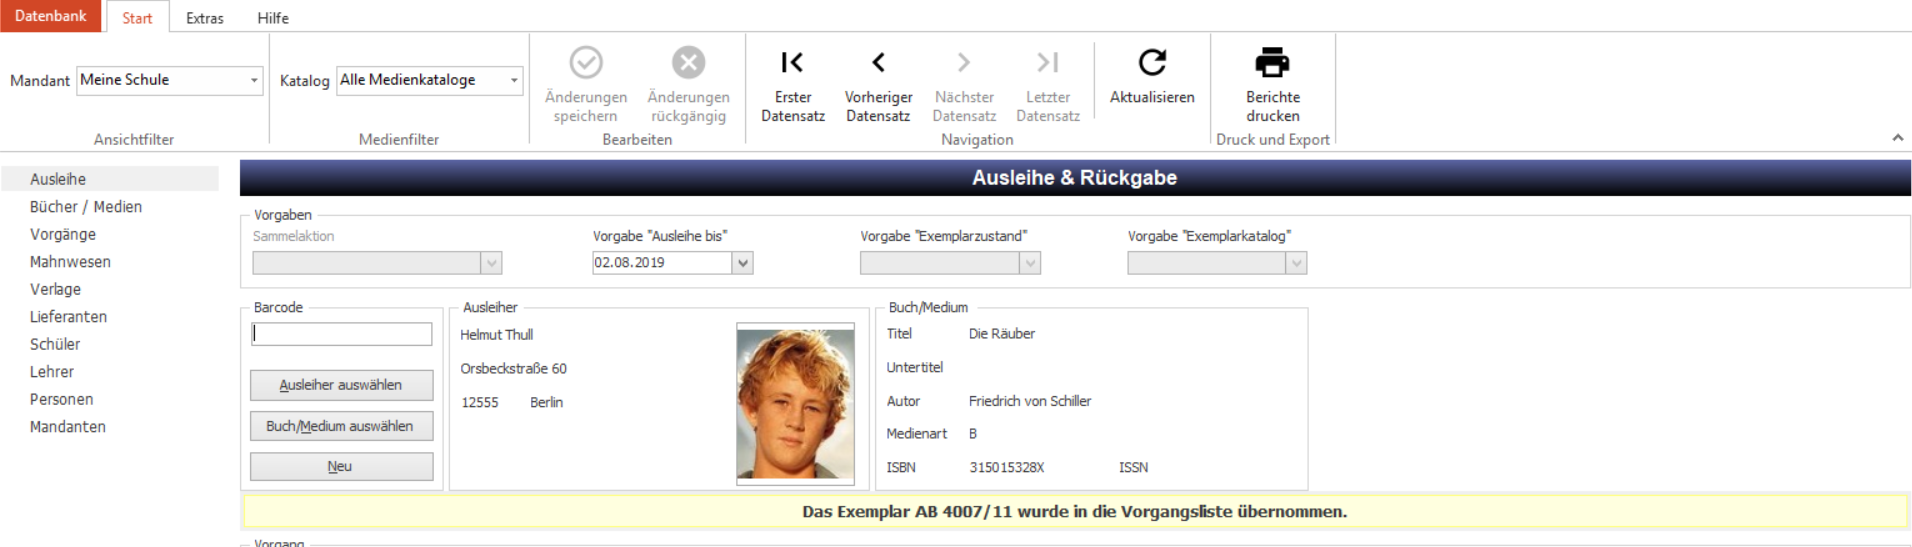 Datenbank Start Extras Hilfe
Mandant Meine Schule Katalog Alle Medienkataloge
Änderungen speichern Änderungen rückgängig Erster Datensatz Vorheriger Datensatz Nächster Datensatz Letzter Datensatz Aktualisieren Berichte drucken
Ansichtfilter Medienfilter Bearbeiten Navigation Druck und Export
Ausleihe
Bücher / Medien
Vorgänge
Mahnwesen
Verlage
Lieferanten
Schüler
Lehrer
Personen
Mandanten
Ausleihe & Rückgabe
Vorgaben
Sammelaktion Vorgabe "Ausleihe bis" Vorgabe "Exemplarzustand" Vorgabe "Exemplarkatalog"
02.08.2019
Barcode
Ausleiher auswählen
Buch/Medium auswählen
Neu
Ausleiher
Helmut Thull
Orsbeckstraße 60
12555 Berlin
Buch/Medium
Titel Die Räuber
Untertitel
Autor Friedrich von Schiller
Medienart B
ISBN 315015328X ISSN
Das Exemplar AB 4007/11 wurde in die Vorgangsliste übernommen.
Vorgang